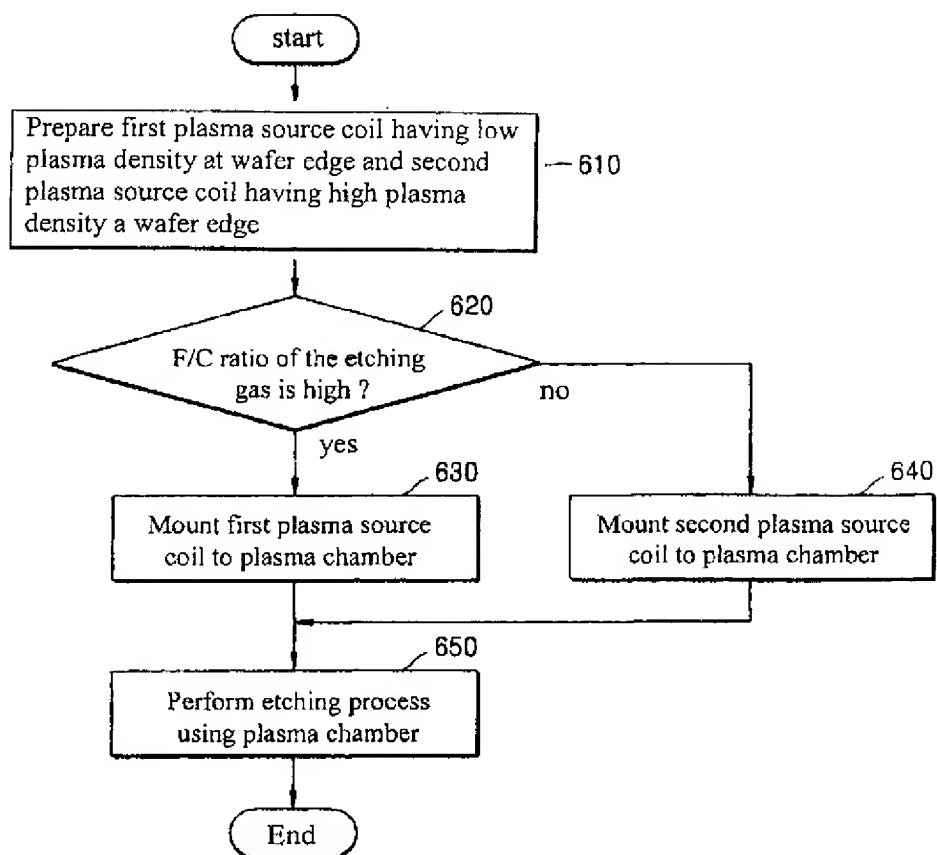 start
Prepare first plasma source coil having low
plasma density at wafer edge and second
plasma source coil having high plasma
density a wafer edge
610
620
F/C ratio of the etching
gas is high ?
no
yes
630
640
Mount first plasma source
coil to plasma chamber
Mount second plasma source
coil to plasma chamber
650
Perform etching process
using plasma chamber
End